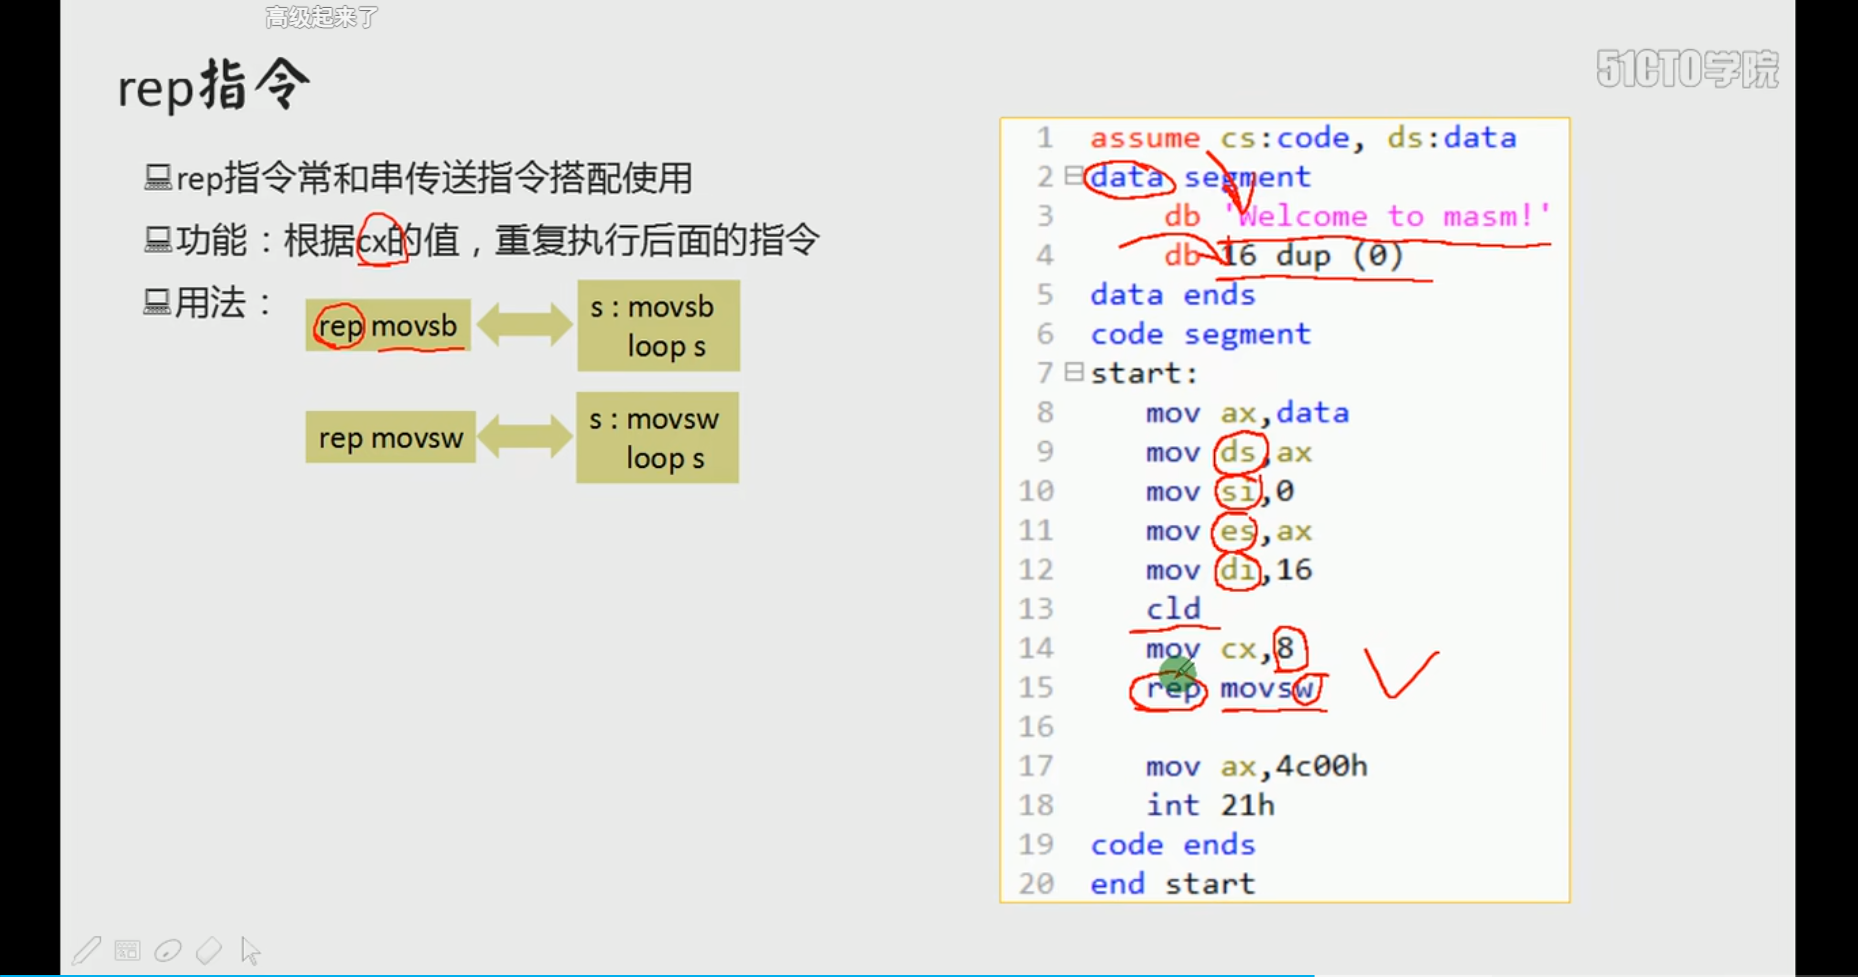 高级起来了
51CTO学院
rep指令
rep指令常和串传送指令搭配使用
功能：根据cx的值，重复执行后面的指令
用法：
rep movsb
s : movsb
loop s
rep movsw
s : movsw
loop s
1 assume cs:code, ds:data
2 data segment
3 db 'Welcome to masm!'
4 db 16 dup (0)
5 data ends
6 code segment
7 start:
8 mov ax,data
9 mov ds,ax
10 mov si,0
11 mov es,ax
12 mov di,16
13 cld
14 mov cx,8
15 rep movsw
16
17 mov ax,4c00h
18 int 21h
19 code ends
20 end start